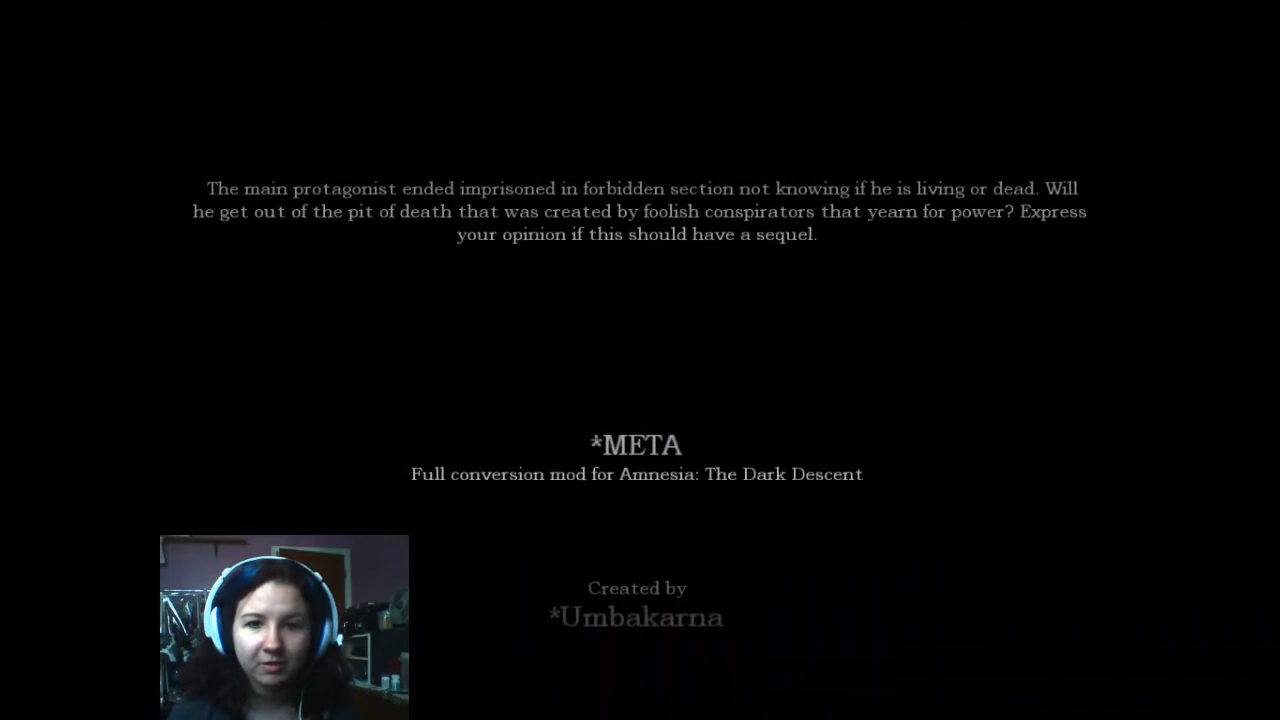 The main protagonist ended imprisoned in forbidden section not knowing if he is living or dead. Will
he get out of the pit of death that was created by foolish conspirators that yearn for power? Express
your opinion if this should have a sequel.
*META
Full conversion mod for Amnesia: The Dark Descent
Created by
*Umbakarna